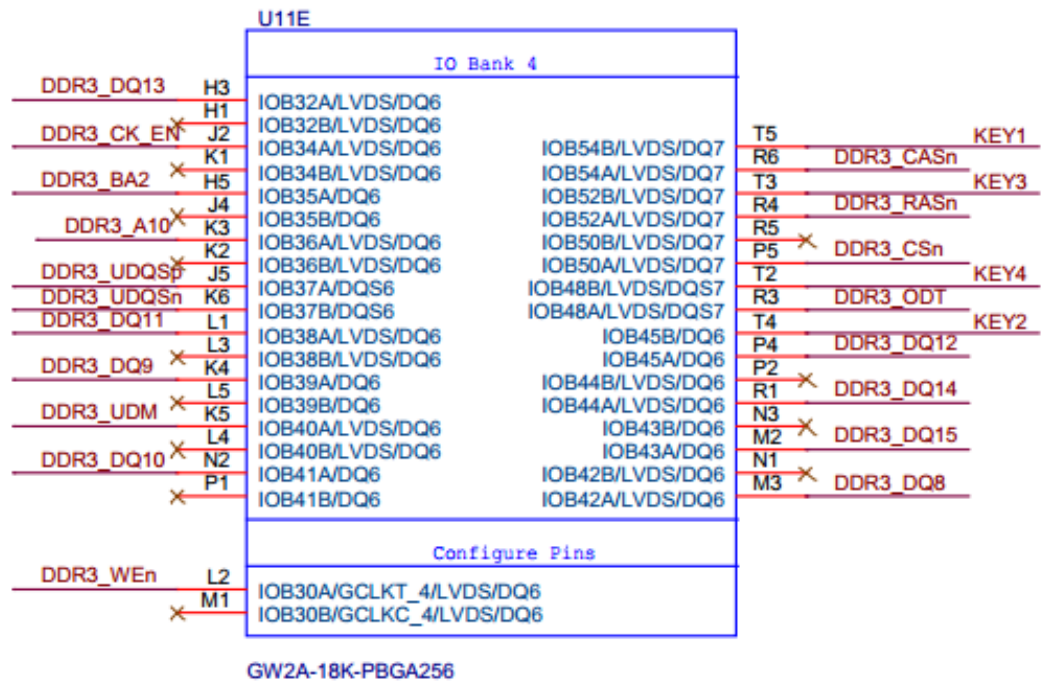 U11E
IO Bank 4
DDR3_DQ13 H3 IOB32A/LVDS/DQ6
H1 IOB32B/LVDS/DQ6
DDR3_CK_EN J2 IOB34A/LVDS/DQ6 IOB54B/LVDS/DQ7 T5 KEY1
K1 IOB34B/LVDS/DQ6 IOB54A/LVDS/DQ7 R6 DDR3_CASn
DDR3_BA2 H5 IOB35A/DQ6 IOB52B/LVDS/DQ7 T3 KEY3
J4 IOB35B/DQ6 IOB52A/LVDS/DQ7 R4 DDR3_RASn
DDR3_A10 K3 IOB36A/LVDS/DQ6 IOB50B/LVDS/DQ7 R5
K2 IOB36B/LVDS/DQ6 IOB50A/LVDS/DQ7 P5 DDR3_CSn
DDR3_UDQSp J5 IOB37A/DQS6 IOB48B/LVDS/DQS7 T2 KEY4
DDR3_UDQSn K6 IOB37B/DQS6 IOB48A/LVDS/DQS7 R3 DDR3_ODT
DDR3_DQ11 L1 IOB38A/LVDS/DQ6 IOB45B/DQ6 T4 KEY2
L3 IOB38B/LVDS/DQ6 IOB45A/DQ6 P4 DDR3_DQ12
DDR3_DQ9 K4 IOB39A/DQ6 IOB44B/LVDS/DQ6 P2
L5 IOB39B/DQ6 IOB44A/LVDS/DQ6 R1 DDR3_DQ14
DDR3_UDM K5 IOB40A/LVDS/DQ6 IOB43B/DQ6 N3
L4 IOB40B/LVDS/DQ6 IOB43A/DQ6 M2 DDR3_DQ15
DDR3_DQ10 N2 IOB41A/DQ6 IOB42B/LVDS/DQ6 N1
P1 IOB41B/DQ6 IOB42A/LVDS/DQ6 M3 DDR3_DQ8
Configure Pins
DDR3_WEn L2 IOB30A/GCLKT_4/LVDS/DQ6
M1 IOB30B/GCLKC_4/LVDS/DQ6
GW2A-18K-PBGA256